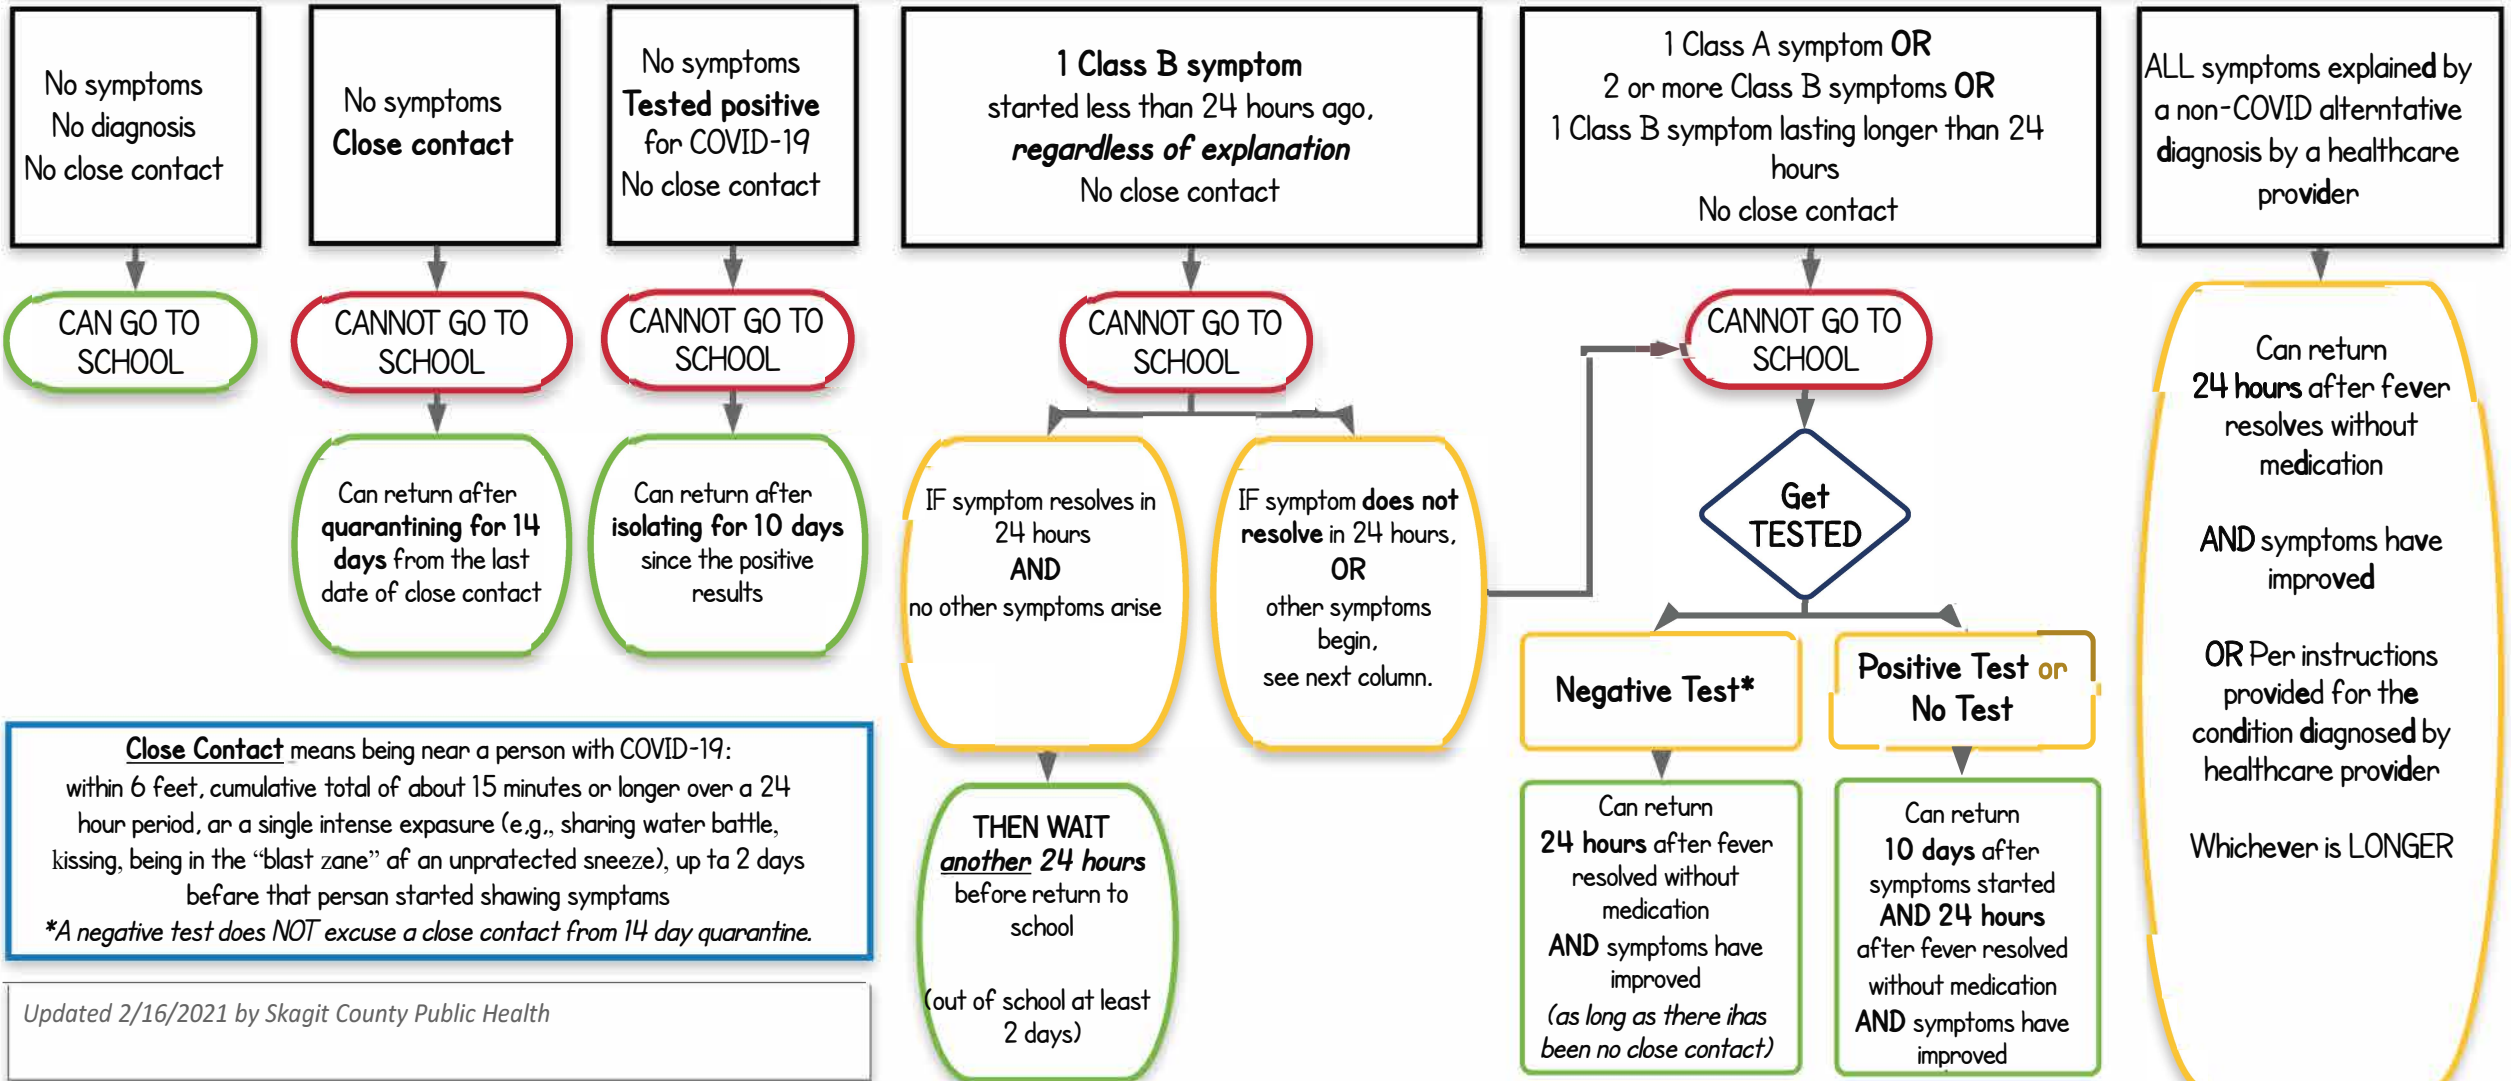 No symptoms
No diagnosis
No close contact
No symptoms
Close contact
No symptoms
Tested positive
for COVID-19
No close contact
1 Class B symptom
started less than 24 hours ago,
regardless of explanation
No close contact
1 Class A symptom OR
2 or more Class B symptoms OR
1 Class B symptom lasting longer than 24
hours
No close contact
ALL symptoms explained by
a non-COVID alterntative
diagnosis by a healthcare
provider
CAN GO TO
SCHOOL
CANNOT GO TO
SCHOOL
CANNOT GO TO
SCHOOL
CANNOT GO TO
SCHOOL
CANNOT GO TO
SCHOOL
Can return after
quarantining for 14
days from the last
date of close contact
Can return after
isolating for 10 days
since the positive
results
IF symptom resolves in
24 hours
AND
no other symptoms arise
IF symptom does not
resolve in 24 hours,
OR
other symptoms
begin,
see next column.
Get
TESTED
Can return
24 hours after fever
resolves without
medication
AND symptoms have
improved
OR Per instructions
provided for the
condition diagnosed by
healthcare provider
Whichever is LONGER
Negative Test*
Positive Test or
No Test
THEN WAIT
another 24 hours
before return to
school
(out of school at least
2 days)
Can return
24 hours after fever
resolved without
medication
AND symptoms have
improved
(as long as there ihas
been no close contact)
Can return
10 days after
symptoms started
AND 24 hours
after fever resolved
without medication
AND symptoms have
improved
Close Contact means being near a person with COVID-19:
within 6 feet, cumulative total of about 15 minutes or longer over a 24
hour period, ar a single intense expasure (e,g,, sharing water battle,
kissing, being in the “blast zane” af an unpratected sneeze), up ta 2 days
befare that persan started shawing symptams
*A negative test does NOT excuse a close contact from 14 day quarantine.
Updated 2/16/2021 by Skagit County Public Health